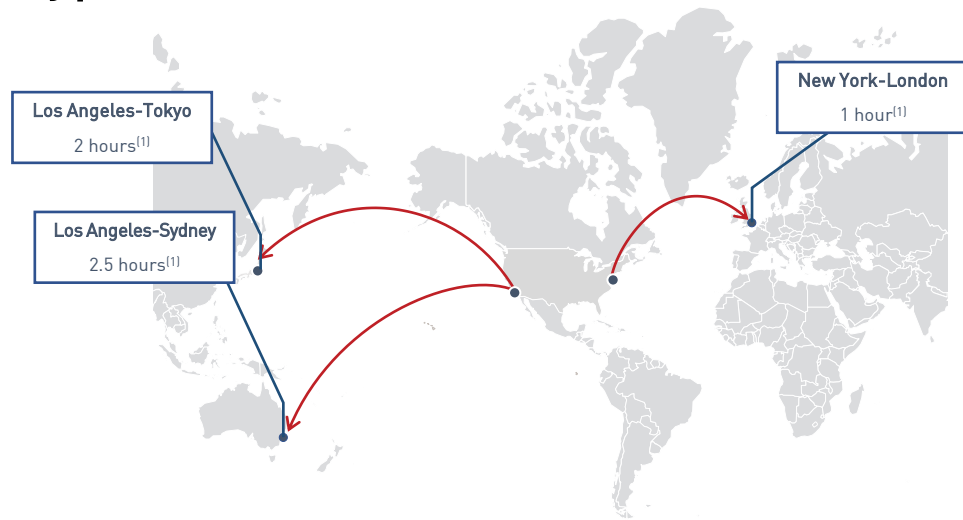 Los Angeles-Tokyo
2 hours(1)
New York-London
1 hour(1)
Los Angeles-Sydney
2.5 hours(1)